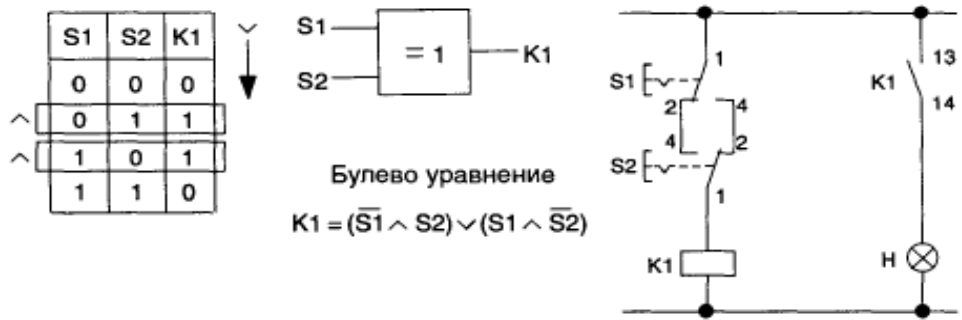 S1 S2 K1
0 0 0
0 1 1
1 0 1
1 1 0
S1
S2
= 1
K1
Булево уравнение
K1 = (S̅1̅ ∧ S2) ∨ (S1 ∧ S̅2̅)
S1
1
2 4
4 2
S2
1
K1
K1
13
14
H